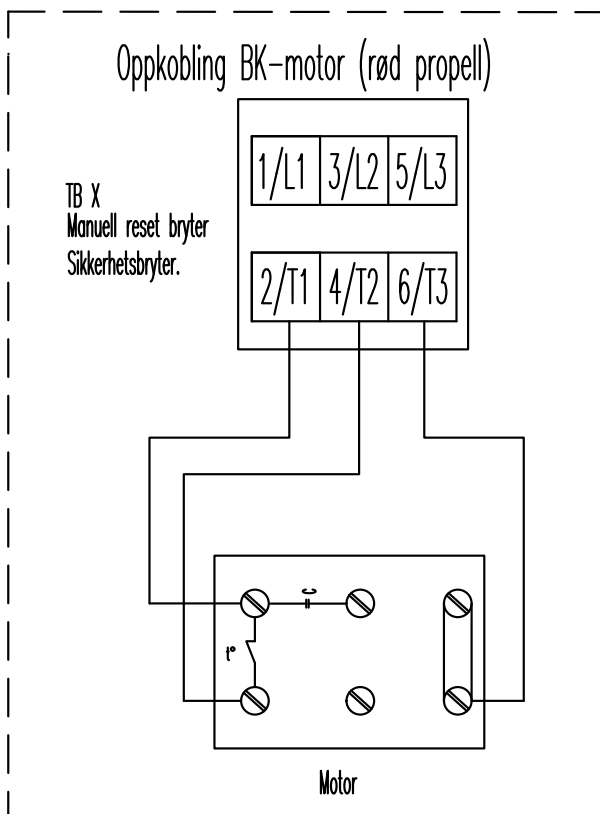 Oppkobling BK-motor (rød propell)
1/L1 3/L2 5/L3
TB X
Manuell reset bryter
Sikkerhetsbryter.
2/T1 4/T2 6/T3
C
t°
Motor